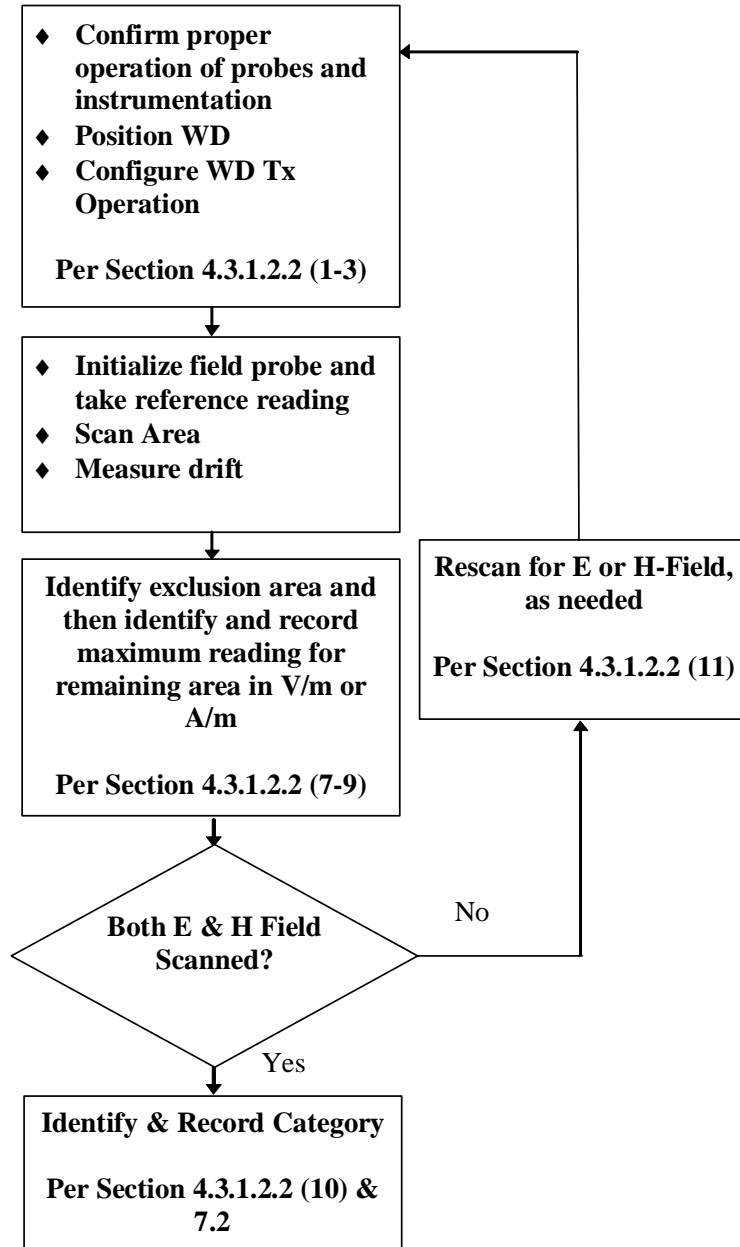 ♦ Confirm proper
operation of probes and
instrumentation
♦ Position WD
♦ Configure WD Tx
Operation
Per Section 4.3.1.2.2 (1-3)
♦ Initialize field probe and
take reference reading
♦ Scan Area
♦ Measure drift
Identify exclusion area and
then identify and record
maximum reading for
remaining area in V/m or
A/m
Per Section 4.3.1.2.2 (7-9)
Rescan for E or H-Field,
as needed
Per Section 4.3.1.2.2 (11)
Both E & H Field
Scanned?
No
Yes
Identify & Record Category
Per Section 4.3.1.2.2 (10) &
7.2